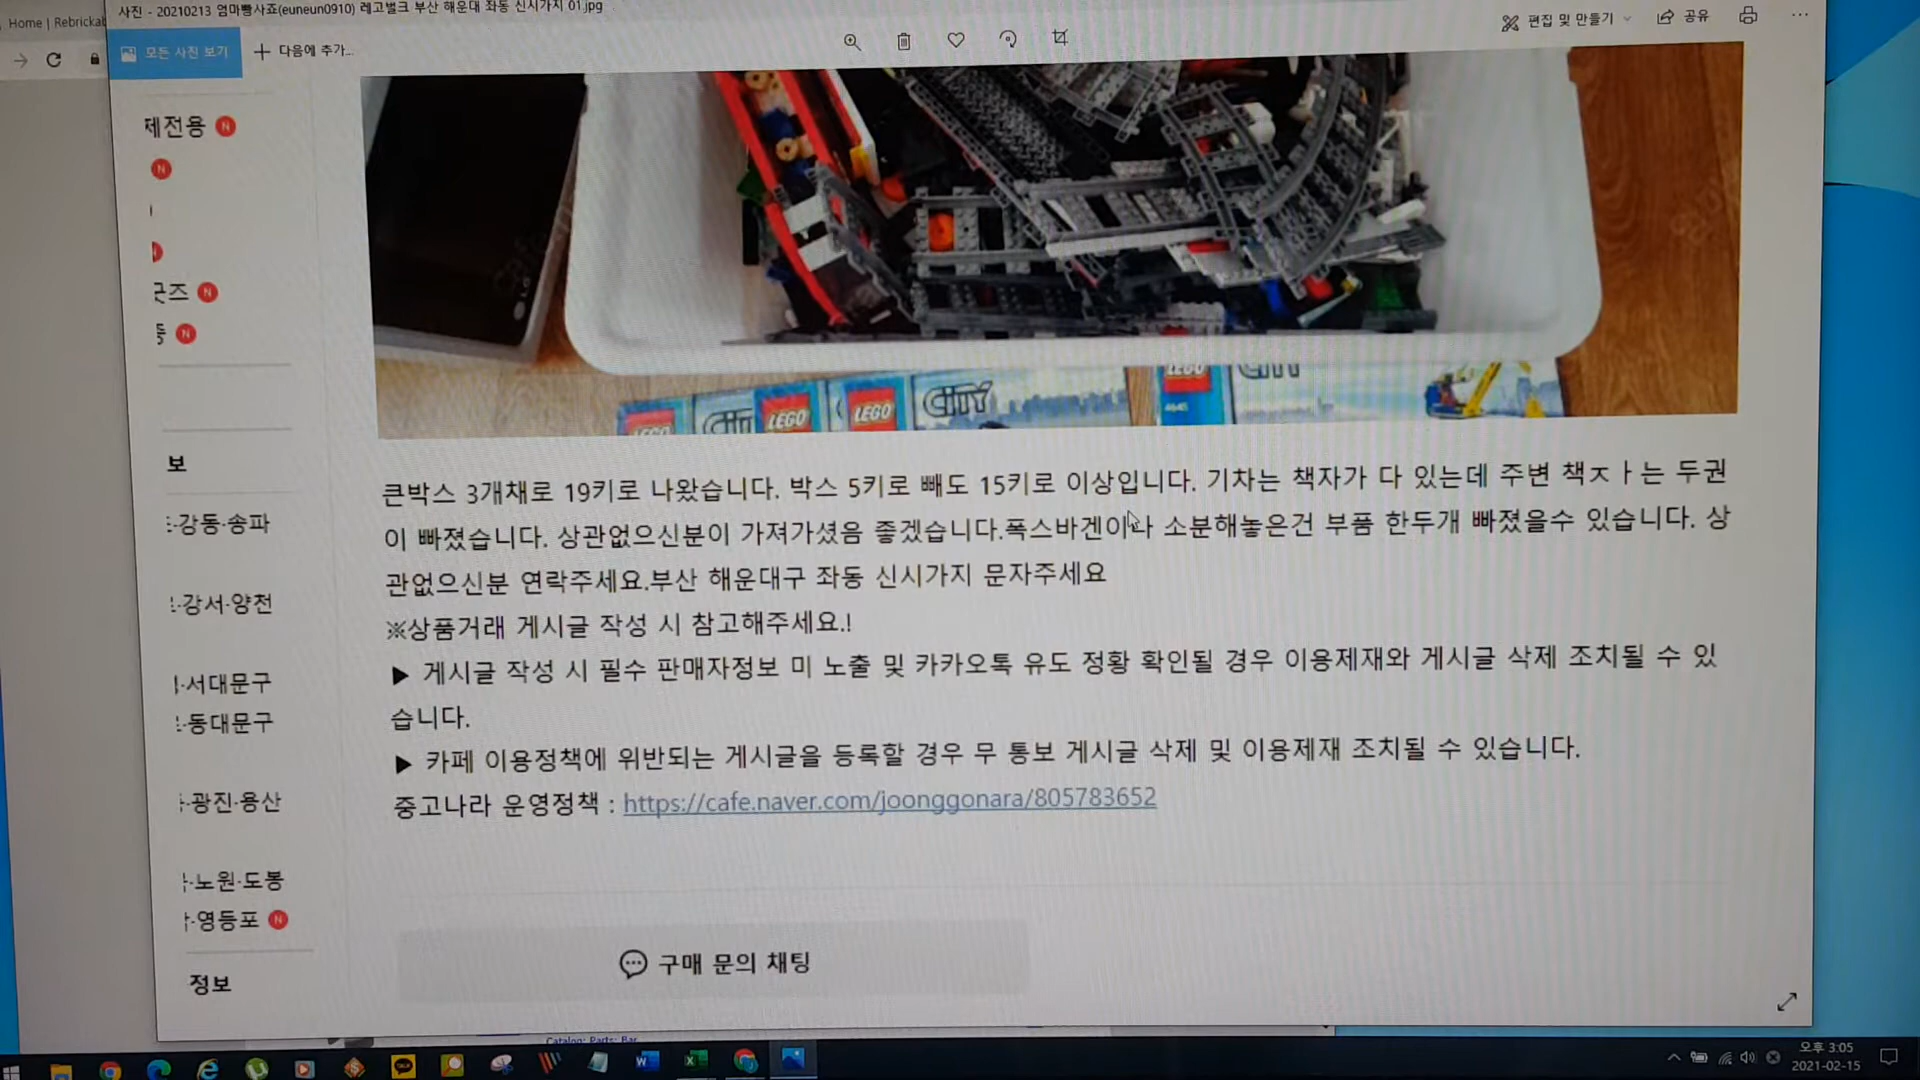 Home | Rebrickab
사진 - 20210213 엄마빵사죠(euneun0910) 레고벌크 부산 해운대 좌동 신시가지 01.jpg
모든 사진 보기
다음에 추가...
편집 및 만들기
공유
제전용 N
N
굿즈 N
N
LG
LEGO
CITY
LEGO
LEGO
CITY
LEGO
4645
CITY
보
강동·송파
강서·양천
서대문구
동대문구
광진·용산
노원·도봉
영등포 N
정보
큰박스 3개채로 19키로 나왔습니다. 박스 5키로 빼도 15키로 이상입니다. 기차는 책자가 다 있는데 주변 책ㅈㅏ는 두권
이 빠졌습니다. 상관없으신분이 가져가셨음 좋겠습니다.폭스바겐이나 소분해놓은건 부품 한두개 빠졌을수 있습니다. 상
관없으신분 연락주세요.부산 해운대구 좌동 신시가지 문자주세요
※상품거래 게시글 작성 시 참고해주세요.!
▶ 게시글 작성 시 필수 판매자정보 미 노출 및 카카오톡 유도 정황 확인될 경우 이용제재와 게시글 삭제 조치될 수 있
습니다.
▶ 카페 이용정책에 위반되는 게시글을 등록할 경우 무 통보 게시글 삭제 및 이용제재 조치될 수 있습니다.
중고나라 운영정책 : https://cafe.naver.com/joonggonara/805783652
구매 문의 채팅
Catalog: Parts: Bar
오후 3:05
2021-02-15